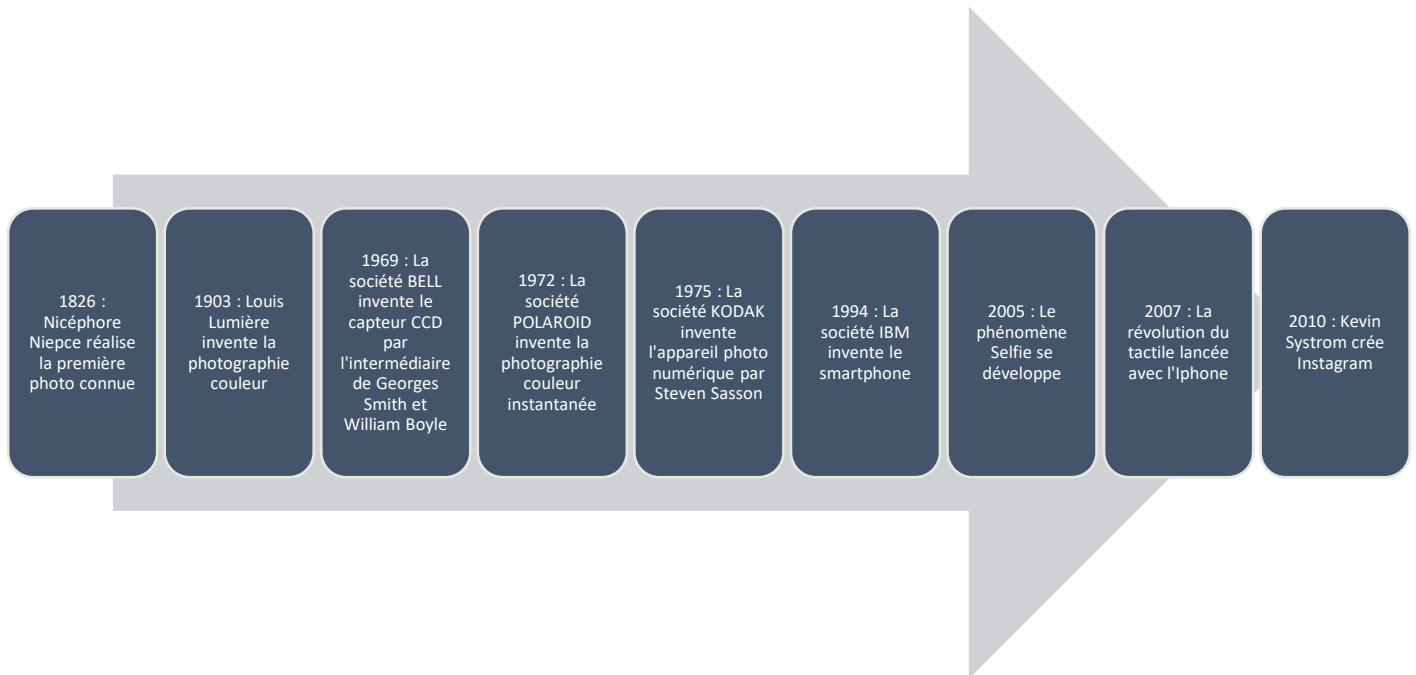 1826 :
Nicéphore
Niepce réalise
la première
photo connue
1903 : Louis
Lumière
invente la
photographie
couleur
1969 : La
société BELL
invente le
capteur CCD
par
l'intermédiaire
de Georges
Smith et
William Boyle
1972 : La
société
POLAROID
invente la
photographie
couleur
instantanée
1975 : La
société KODAK
invente
l'appareil photo
numérique par
Steven Sasson
1994 : La
société IBM
invente le
smartphone
2005 : Le
phénomène
Selfie se
développe
2007 : La
révolution du
tactile lancée
avec l'Iphone
2010 : Kevin
Systrom crée
Instagram